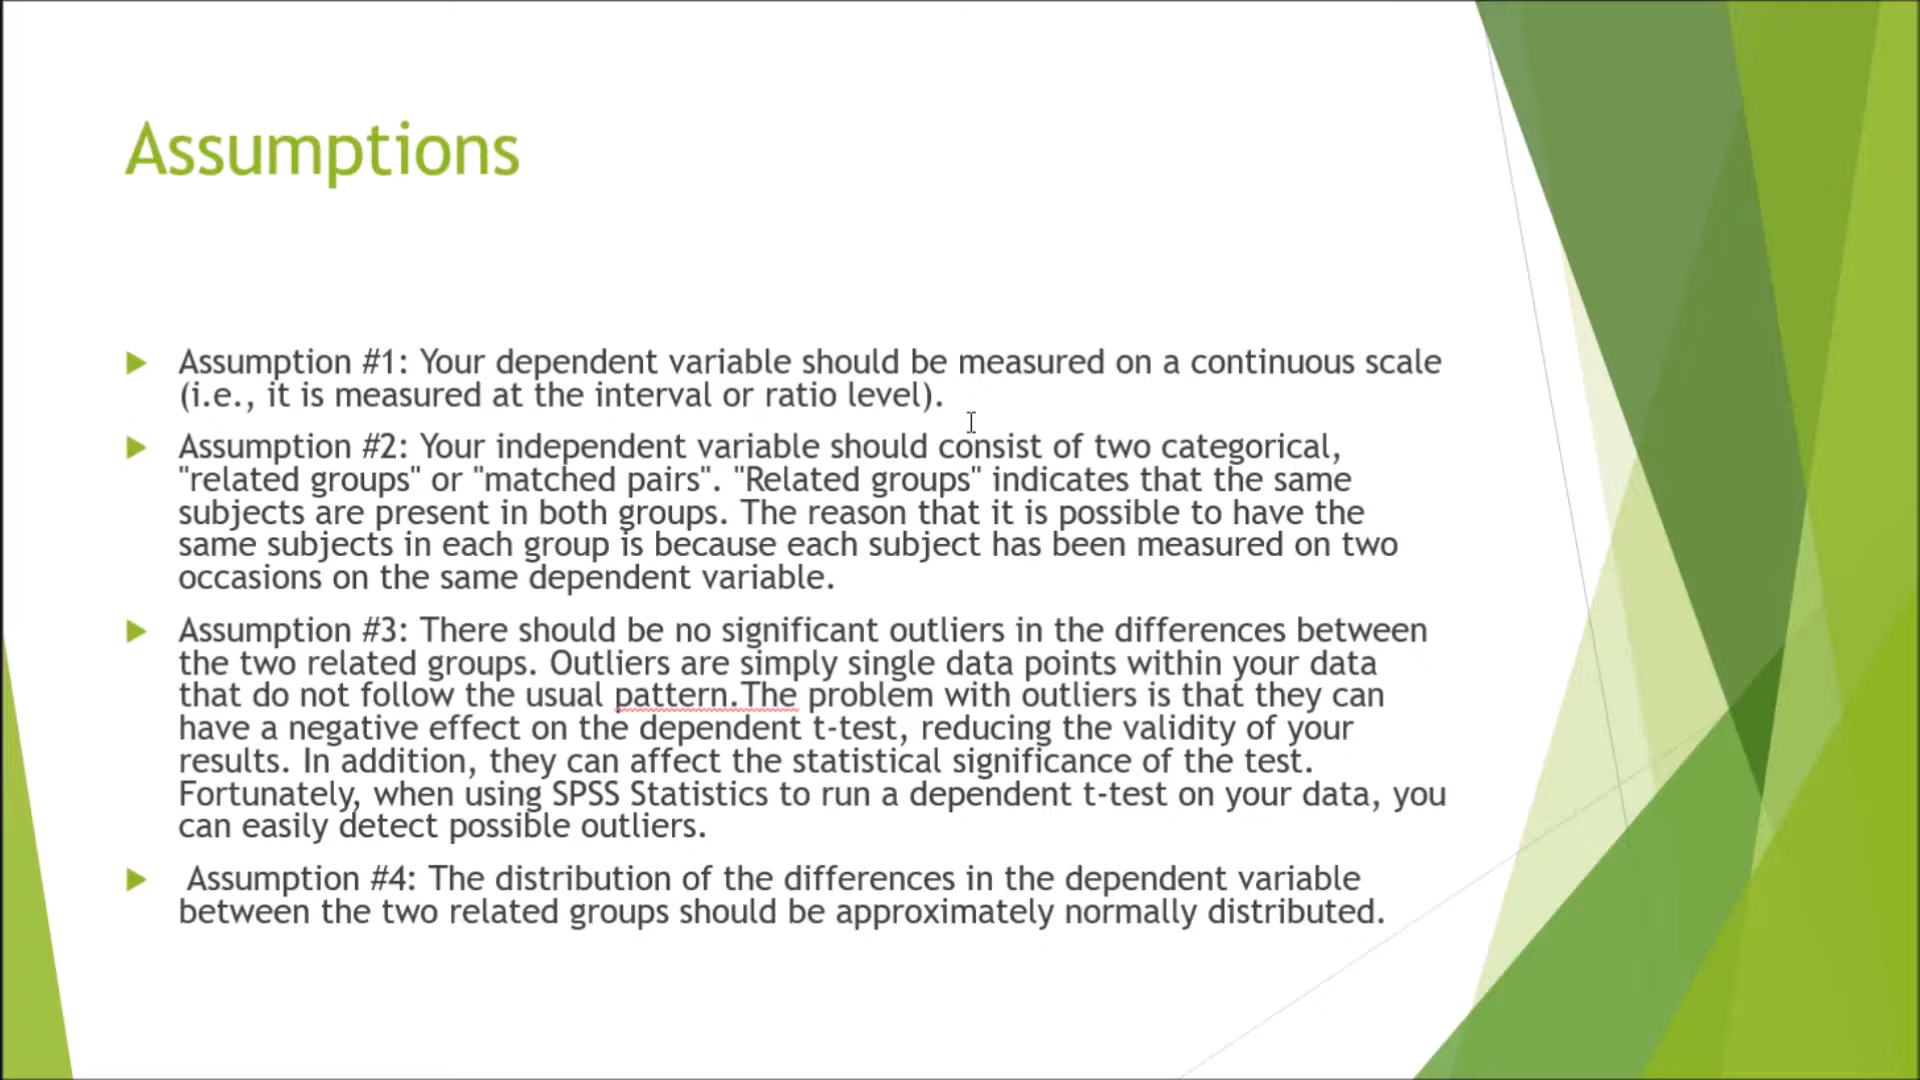 Assumptions
Assumption #1: Your dependent variable should be measured on a continuous scale
(i.e., it is measured at the interval or ratio level).
Assumption #2: Your independent variable should consist of two categorical,
"related groups" or "matched pairs". "Related groups" indicates that the same
subjects are present in both groups. The reason that it is possible to have the
same subjects in each group is because each subject has been measured on two
occasions on the same dependent variable.
Assumption #3: There should be no significant outliers in the differences between
the two related groups. Outliers are simply single data points within your data
that do not follow the usual pattern.The problem with outliers is that they can
have a negative effect on the dependent t-test, reducing the validity of your
results. In addition, they can affect the statistical significance of the test.
Fortunately, when using SPSS Statistics to run a dependent t-test on your data, you
can easily detect possible outliers.
Assumption #4: The distribution of the differences in the dependent variable
between the two related groups should be approximately normally distributed.